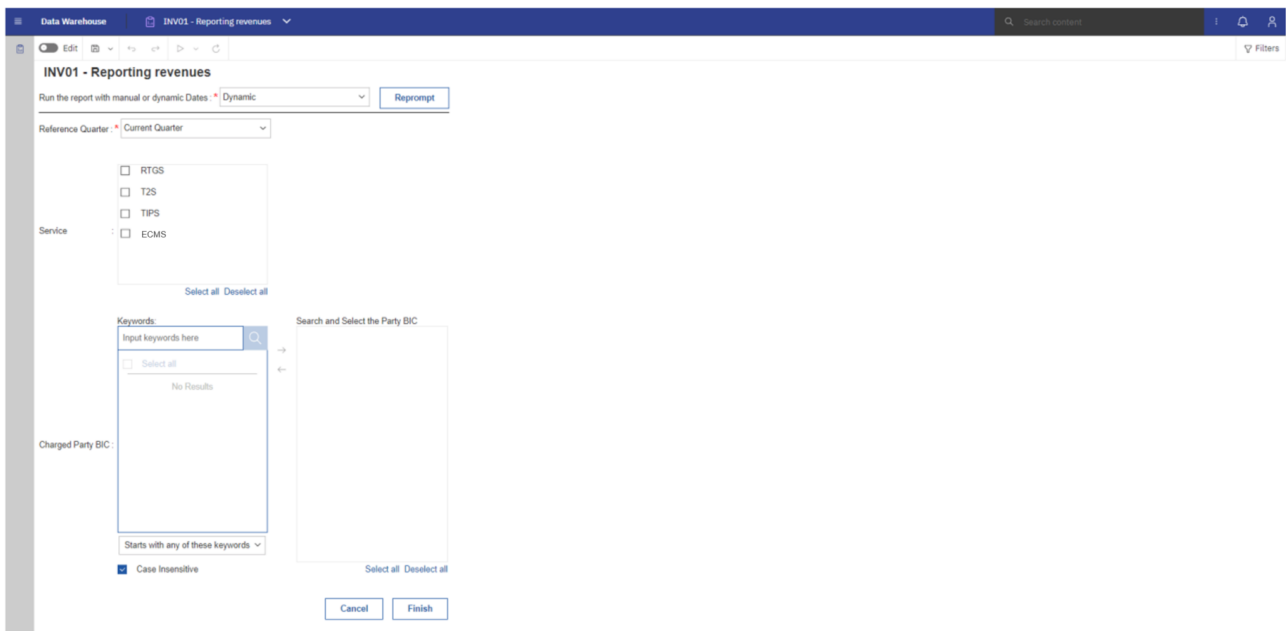 Data Warehouse INV01 - Reporting revenues Search content
Edit Filters
INV01 - Reporting revenues
Run the report with manual or dynamic Dates : * Dynamic Reprompt
Reference Quarter : * Current Quarter
RTGS
T2S
TIPS
Service : ECMS
Select all Deselect all
Keywords: Search and Select the Party BIC
Input keywords here
Select all
No Results
Charged Party BIC :
Starts with any of these keywords
Case Insensitive Select all Deselect all
Cancel Finish